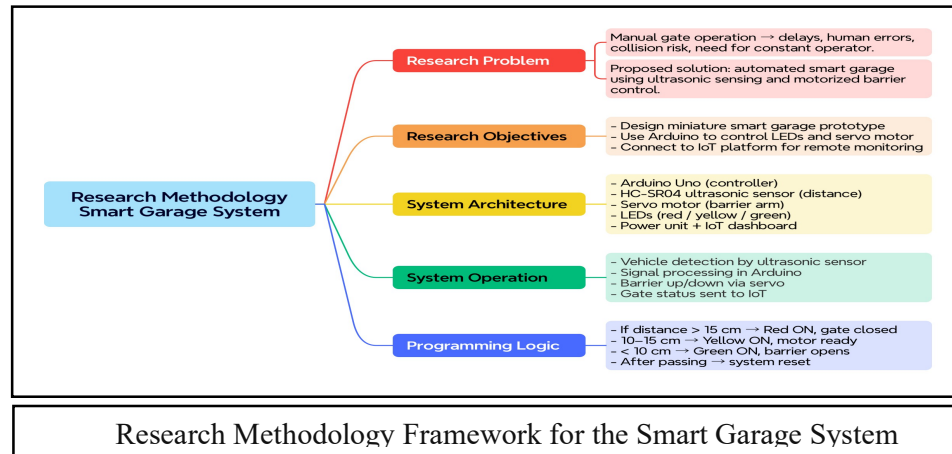 Research Methodology
Smart Garage System
Research Problem
Manual gate operation → delays, human errors,
collision risk, need for constant operator.
Proposed solution: automated smart garage
using ultrasonic sensing and motorized barrier
control.
Research Objectives
- Design miniature smart garage prototype
- Use Arduino to control LEDs and servo motor
- Connect to IoT platform for remote monitoring
System Architecture
- Arduino Uno (controller)
- HC-SR04 ultrasonic sensor (distance)
- Servo motor (barrier arm)
- LEDs (red / yellow / green)
- Power unit + IoT dashboard
System Operation
- Vehicle detection by ultrasonic sensor
- Signal processing in Arduino
- Barrier up/down via servo
- Gate status sent to IoT
Programming Logic
- If distance > 15 cm → Red ON, gate closed
- 10–15 cm → Yellow ON, motor ready
- < 10 cm → Green ON, barrier opens
- After passing → system reset
Research Methodology Framework for the Smart Garage System